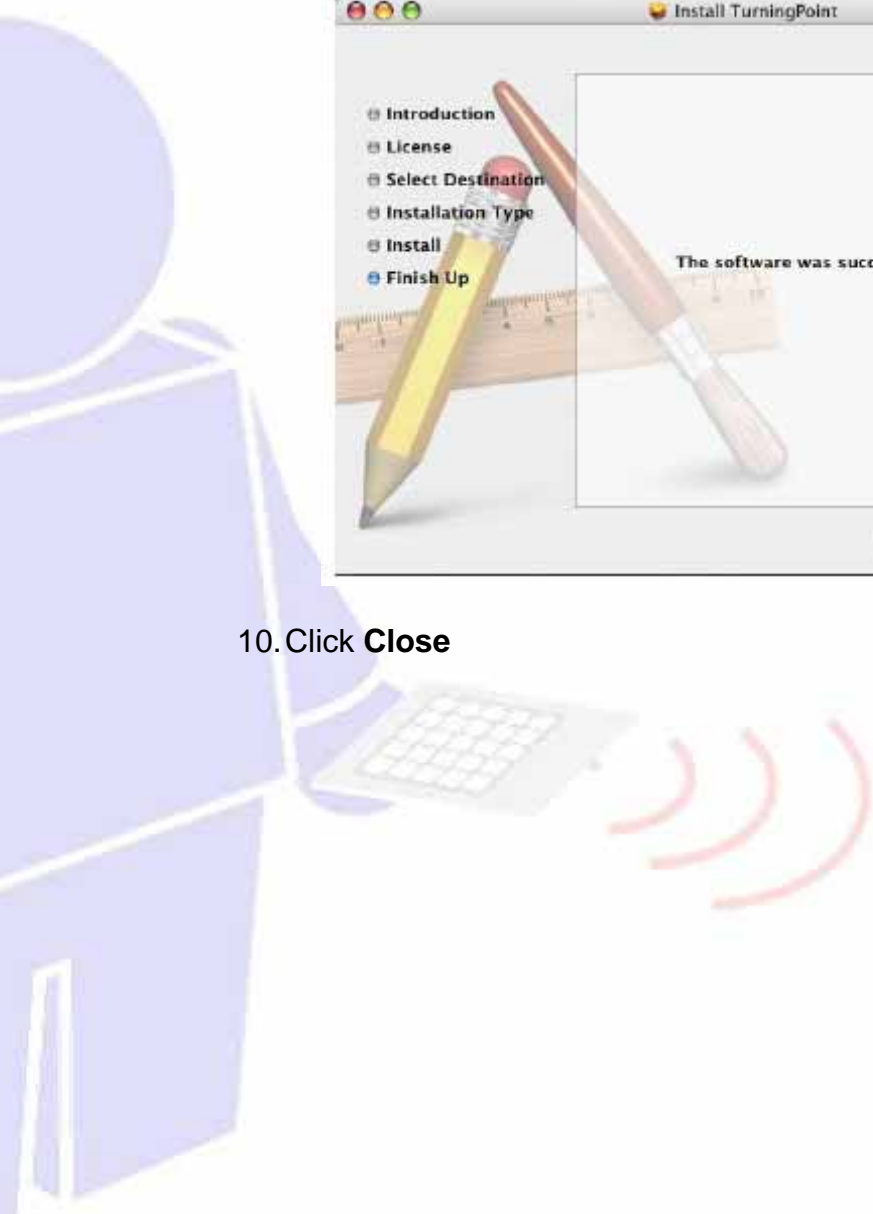 Install TurningPoint
Introduction
License
Select Destination
Installation Type
Install
Finish Up
The software was succ
10. Click Close